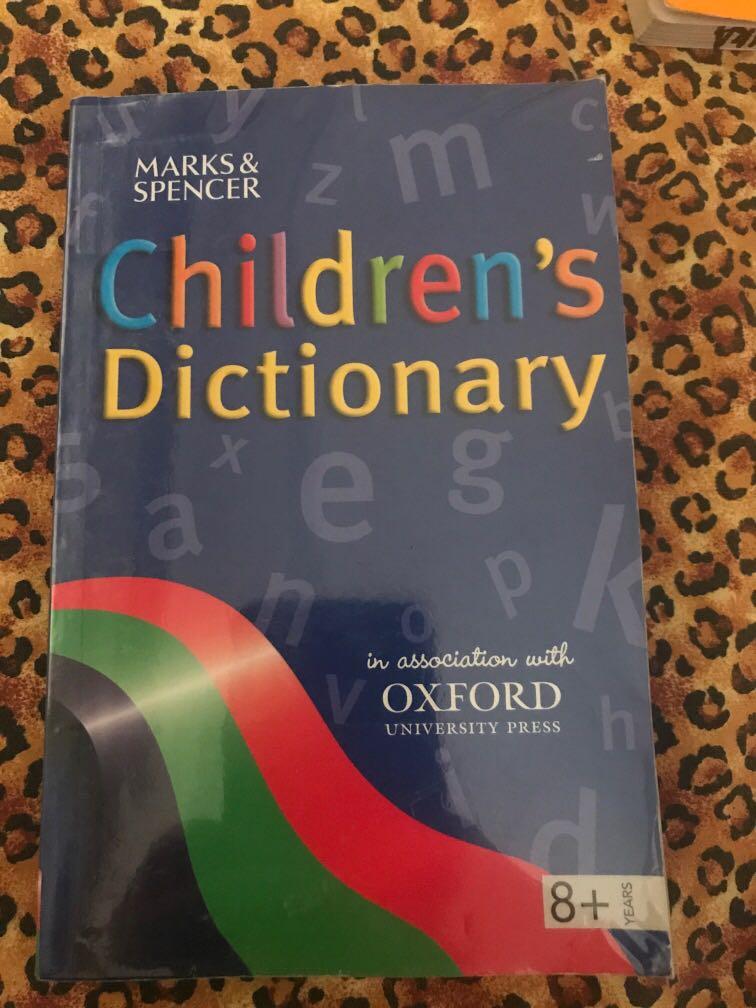 MARKS &
SPENCER
Children's
Dictionary
in association with
OXFORD
UNIVERSITY PRESS
8+ YEARS